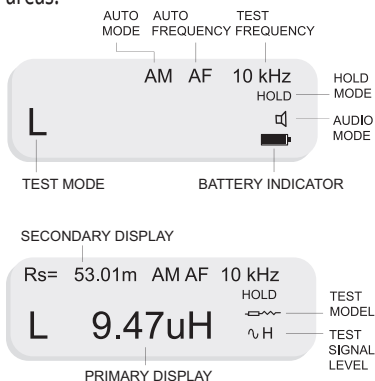 areas:
AUTO AUTO TEST
MODE FREQUENCY FREQUENCY
AM AF 10 kHz
HOLD
HOLD
MODE
L
AUDIO
MODE
TEST MODE BATTERY INDICATOR
SECONDARY DISPLAY
Rs= 53.01m AM AF 10 kHz
HOLD
L 9.47uH
TEST
MODEL
∿ H
TEST
SIGNAL
LEVEL
PRIMARY DISPLAY